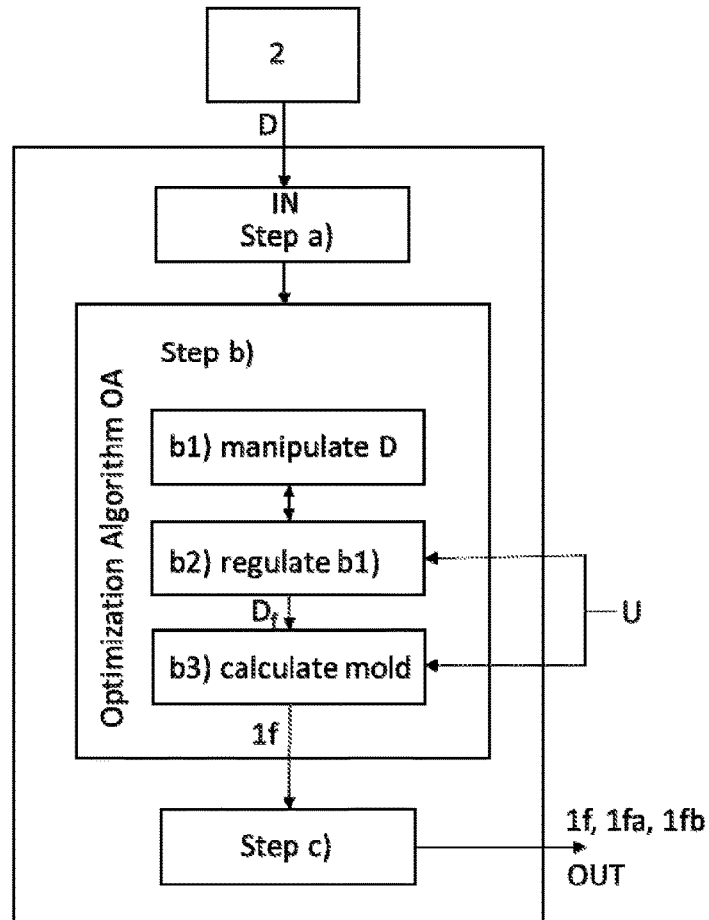 2
D
IN
Step a)
Optimization Algorithm OA
Step b)
b1) manipulate D
b2) regulate b1)
Df
U
b3) calculate mold
1f
Step c)
1f, 1fa, 1fb
OUT